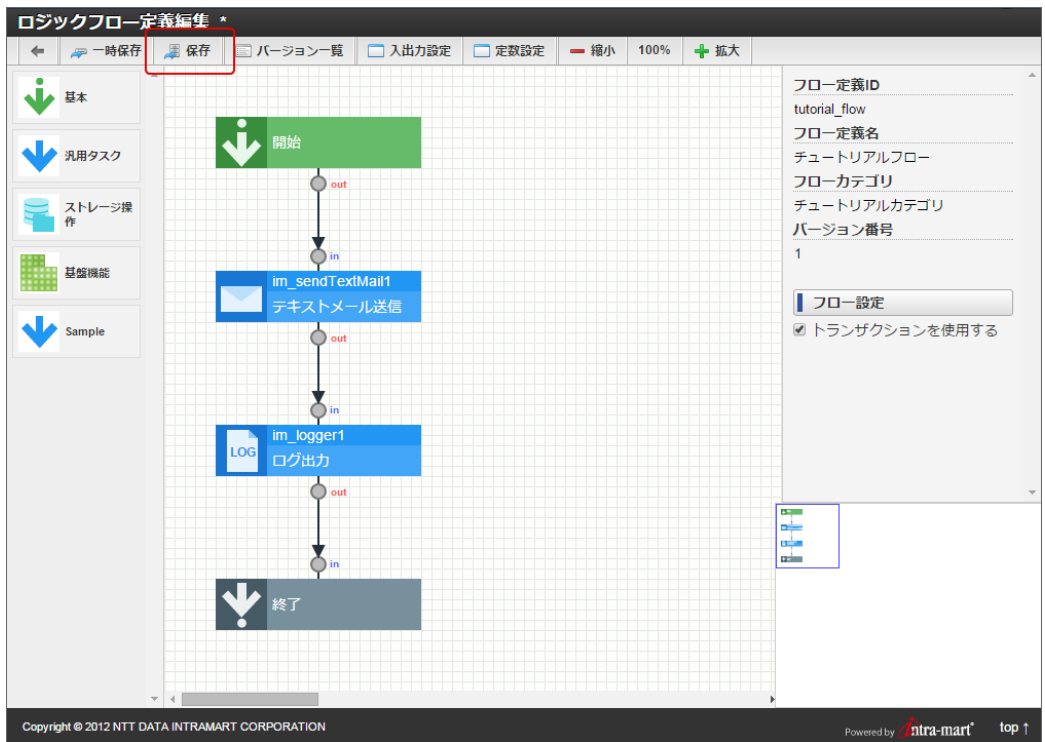 ロジックフロー定義編集 *
一時保存 保存 バージョン一覧 入出力設定 定数設定 縮小 100% 拡大
基本
汎用タスク
ストレージ操
作
基盤機能
Sample
開始
out
in
im_sendTextMail1
テキストメール送信
out
in
LOG
im_logger1
ログ出力
out
in
終了
フロー定義ID
tutorial_flow
フロー定義名
チュートリアルフロー
フローカテゴリ
チュートリアルカテゴリ
バージョン番号
1
フロー設定
トランザクションを使用する
Copyright © 2012 NTT DATA INTRAMART CORPORATION
Powered by intra-mart
top ↑